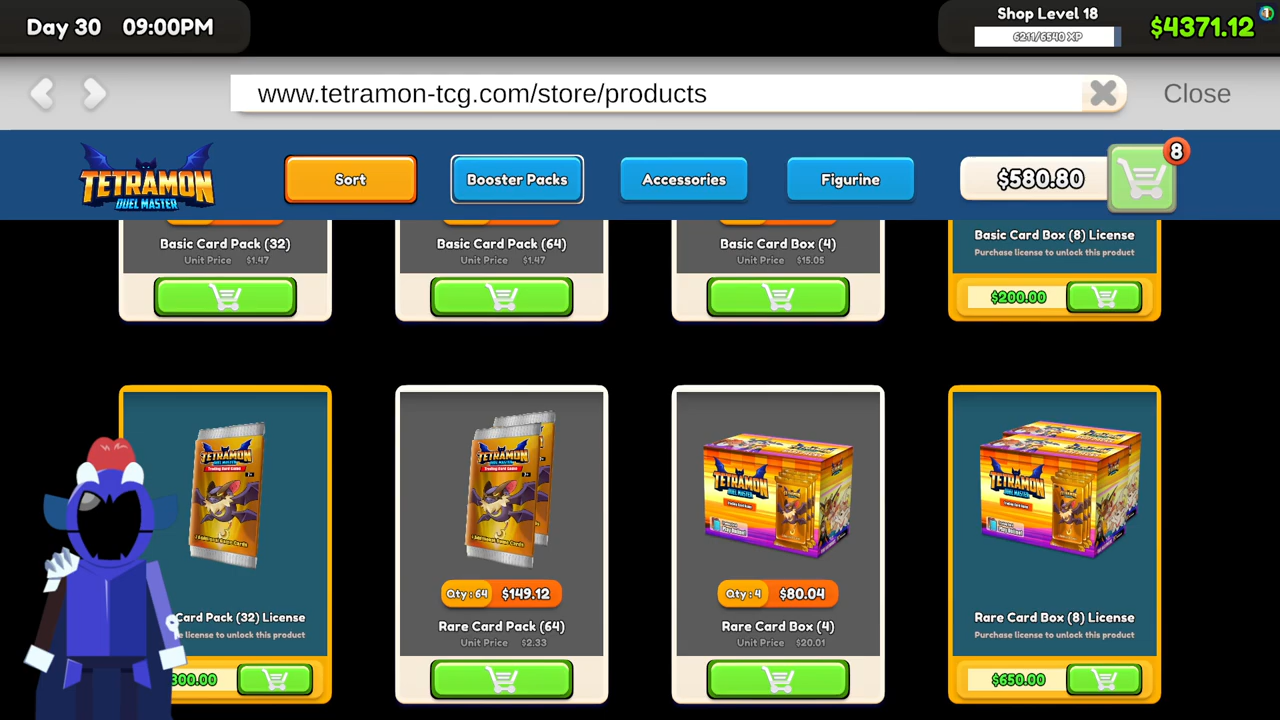 Day 30 09:00PM
Shop Level 18
6211/6540 XP
$4371.12
www.tetramon-tcg.com/store/products
Close
TETRAMON
DUEL MASTER
Sort
Booster Packs
Accessories
Figurine
$580.80
8
Basic Card Pack (32)
Unit Price $1.47
Basic Card Pack (64)
Unit Price $1.47
Basic Card Box (4)
Unit Price $15.05
Basic Card Box (8) License
Purchase license to unlock this product
$200.00
TETRAMON
TETRAMON
TETRAMON
TETRAMON
Card Pack (32) License
license to unlock this product
300.00
Qty : 64 $149.12
Rare Card Pack (64)
Unit Price $2.33
Qty : 4 $80.04
Rare Card Box (4)
Unit Price $20.01
Rare Card Box (8) License
Purchase license to unlock this product
$650.00